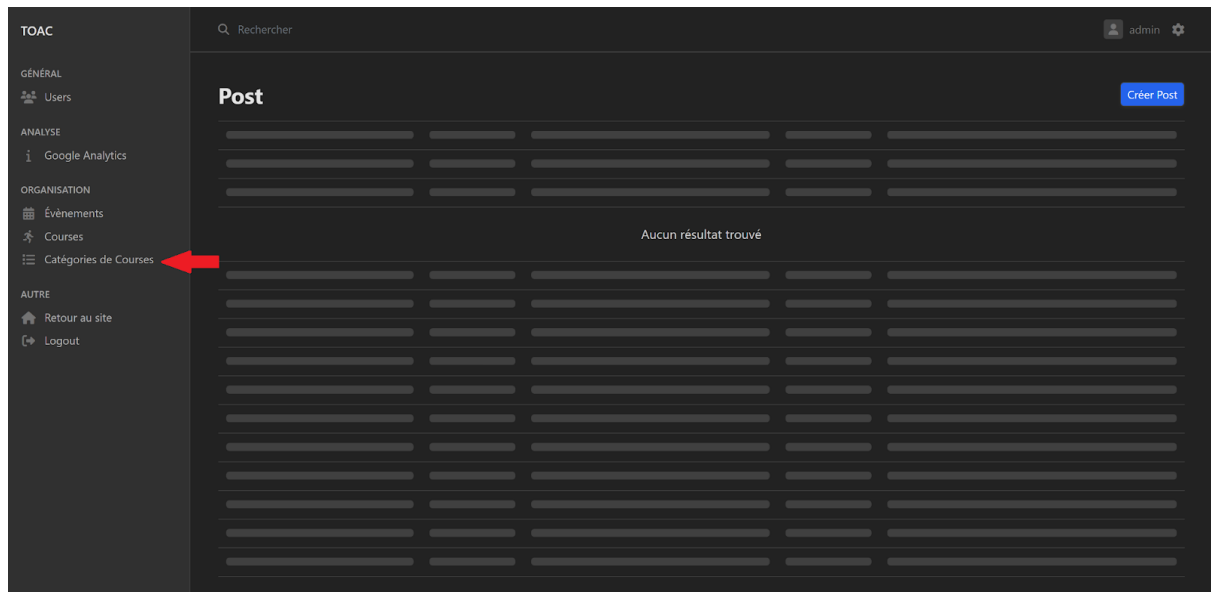 TOAC
Rechercher
admin
GÉNÉRAL
Users
ANALYSE
Google Analytics
ORGANISATION
Évènements
Courses
Catégories de Courses
AUTRE
Retour au site
Logout
Post
Créer Post
Aucun résultat trouvé